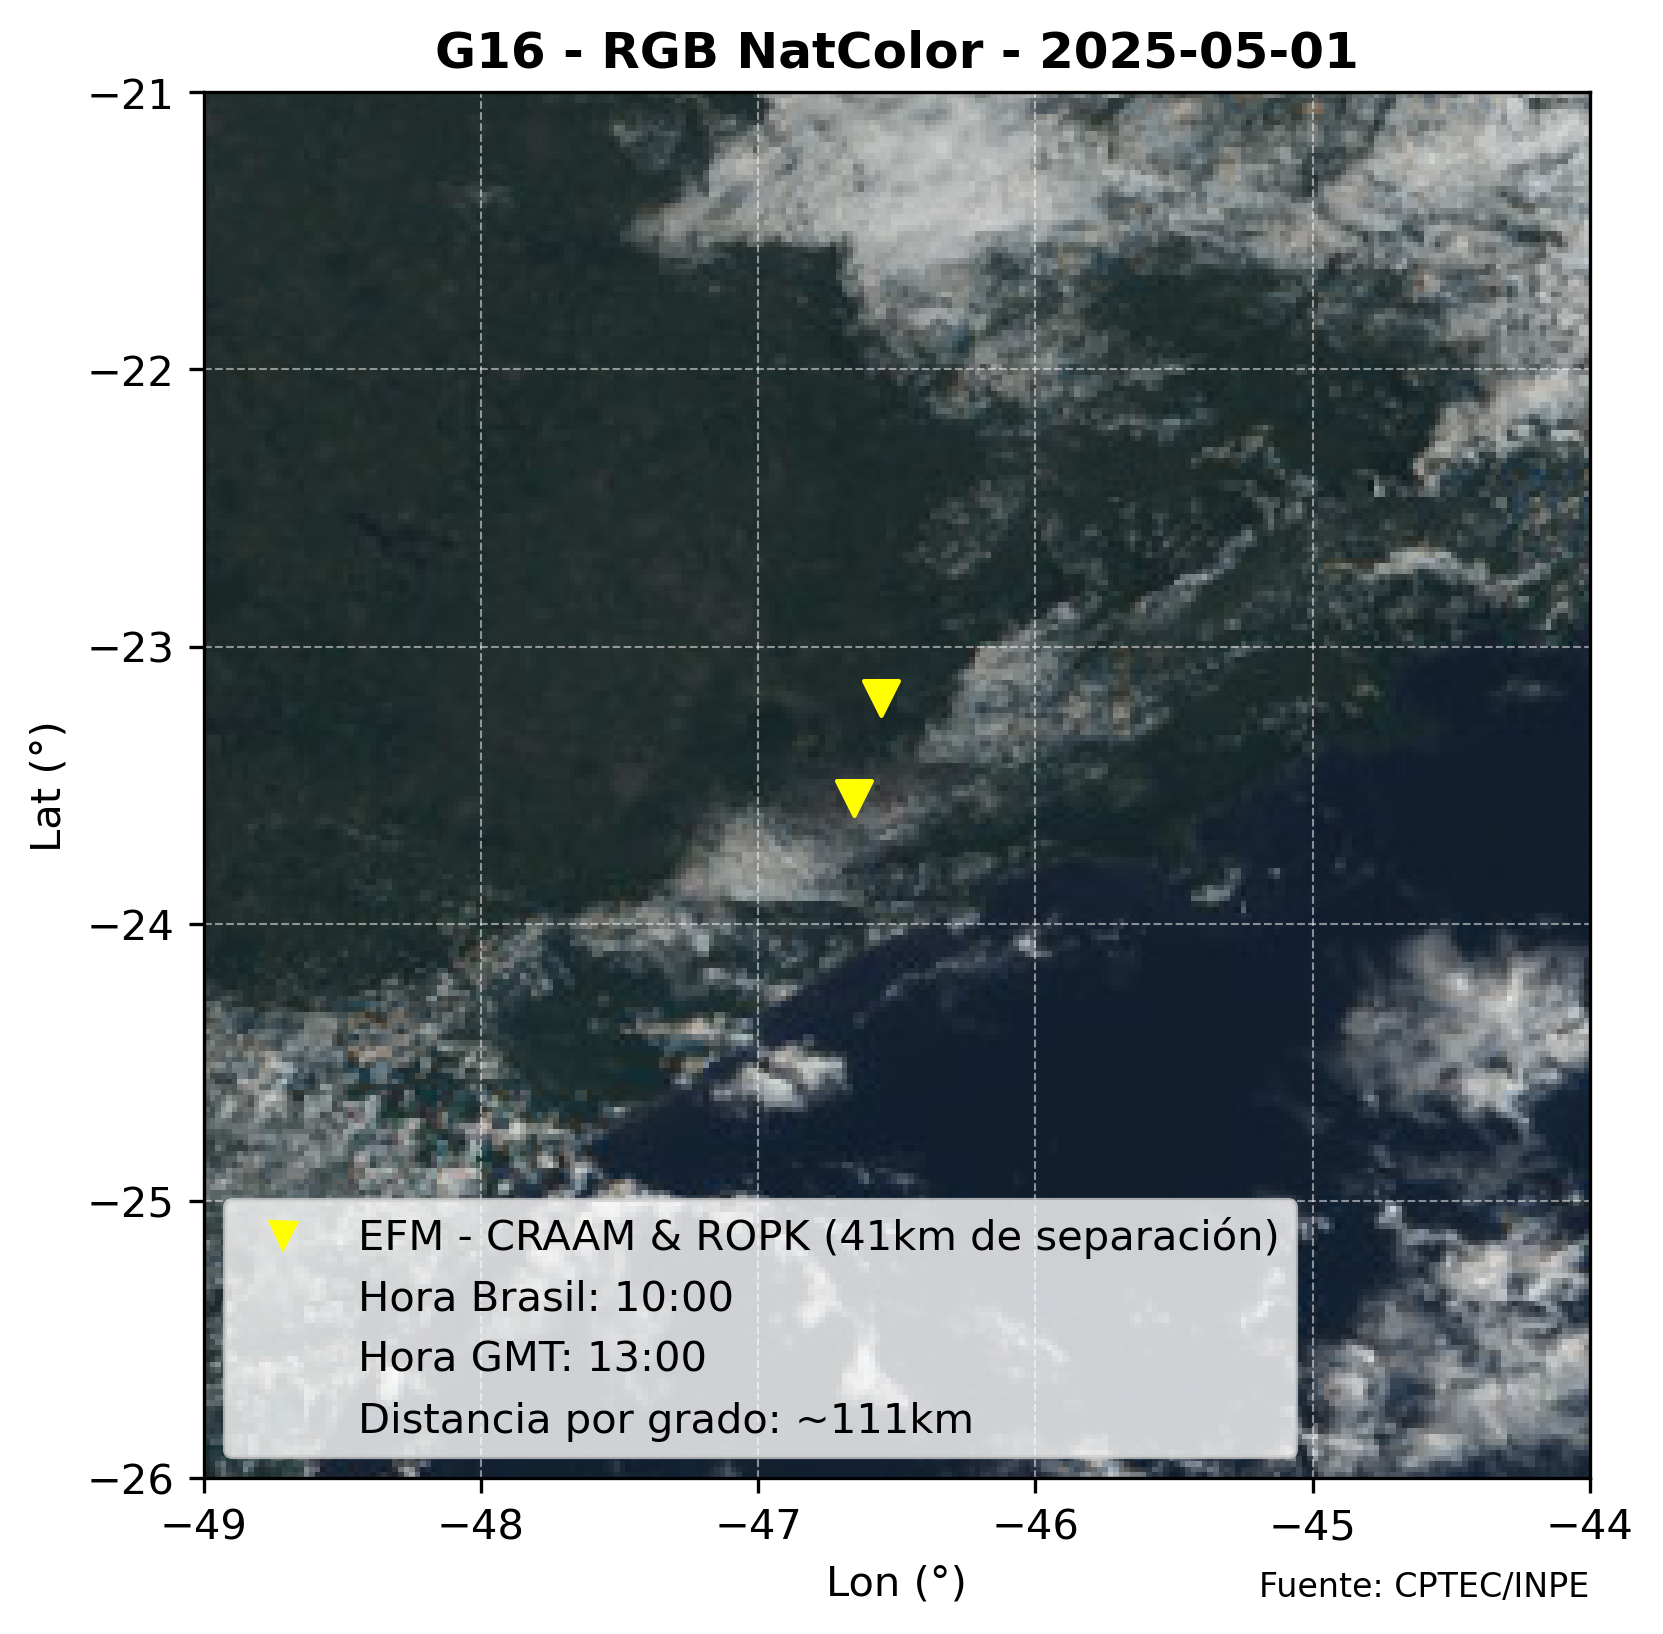 G16 - RGB NatColor - 2025-05-01
−21
−22
−23
−24
−25
−26
Lat (°)
EFM - CRAAM & ROPK (41km de separación)
Hora Brasil: 10:00
Hora GMT: 13:00
Distancia por grado: ~111km
−49 −48 −47 −46 −45 −44
Lon (°)
Fuente: CPTEC/INPE